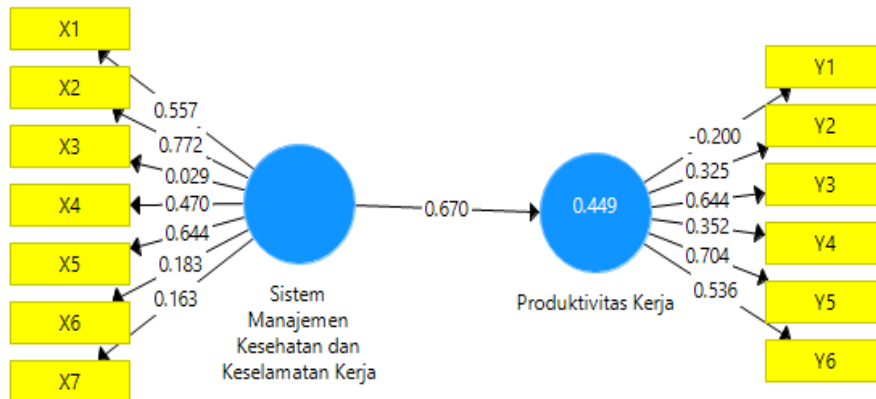 X1
X2
X3
X4
X5
X6
X7
0.557
0.772
0.029
0.470
0.644
0.183
0.163
Sistem
Manajemen
Kesehatan dan
Keselamatan Kerja
0.670
0.449
Produktivitas Kerja
-0.200
0.325
0.644
0.352
0.704
0.536
Y1
Y2
Y3
Y4
Y5
Y6